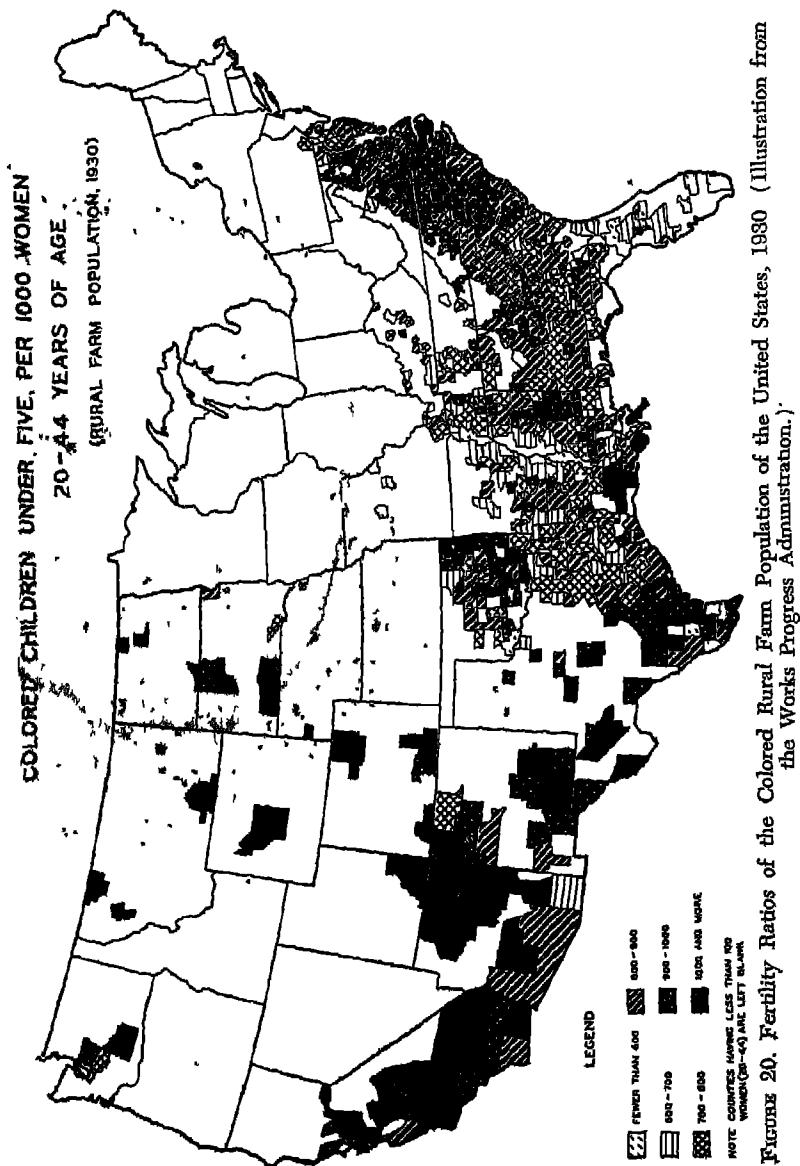 COLORED CHILDREN UNDER FIVE, PER 1000 WOMEN
20-44 YEARS OF AGE
(RURAL FARM POPULATION, 1930)
LEGEND
FEWER THAN 600
600-700
700-800
800-900
900-1000
1000 AND MORE
NOTE COUNTIES HAVING LESS THAN 100
WOMEN (20-44) ARE LEFT BLANK
FIGURE 20. Fertility Ratios of the Colored Rural Farm Population of the United States, 1930 (Illustration from
the Works Progress Administration.)